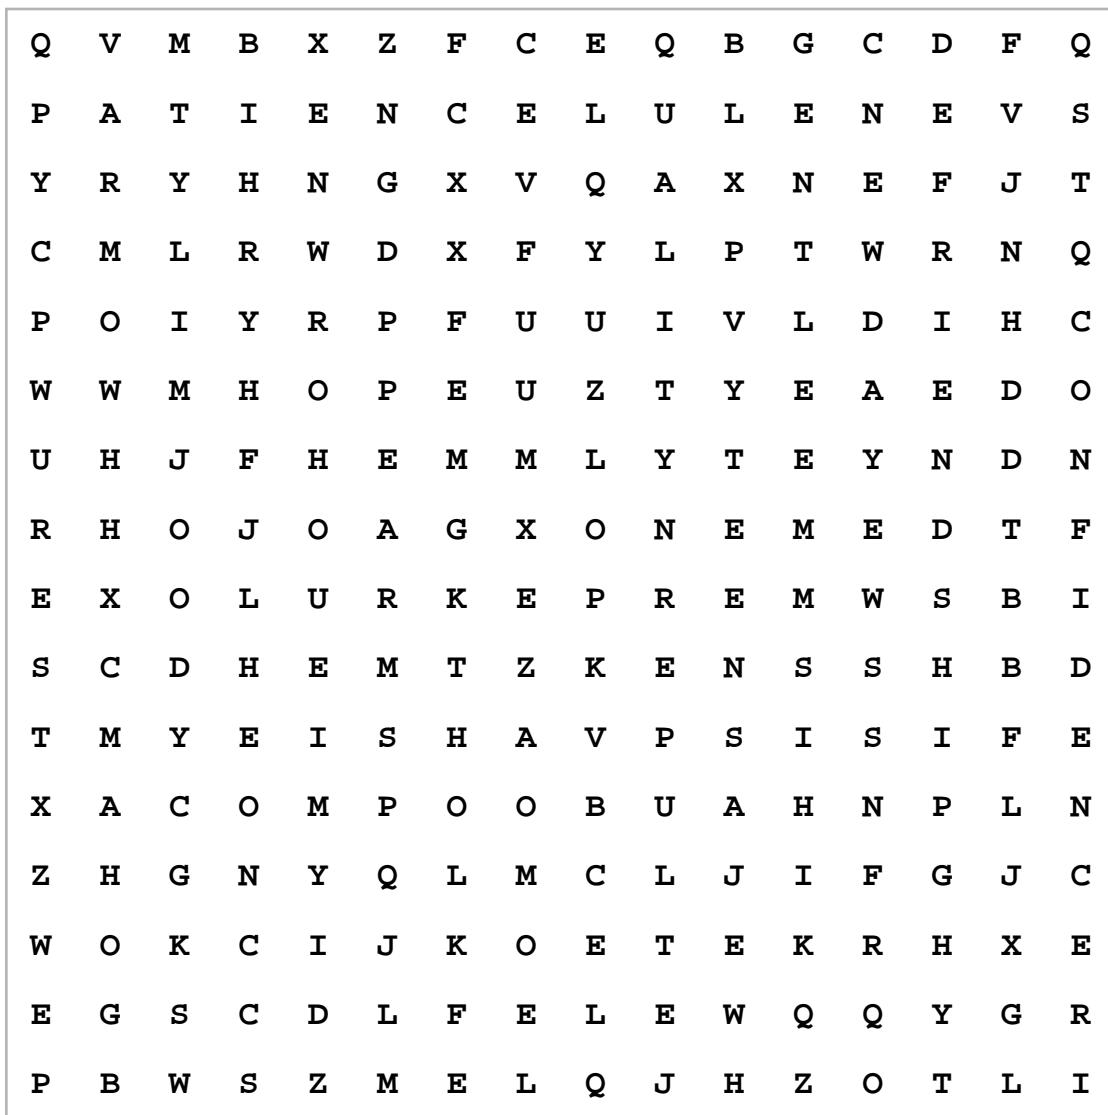 Q V M B X Z F C E Q B G C D F Q
P A T I E N C E L U L E N E V S
Y R Y H N G X V Q A X N E F J T
C M L R W D X F Y L P T W R N Q
P O I Y R P F U U I V L D I H C
W W M H O P E U Z T Y E A E D O
U H J F H E M M L Y T E Y N D N
R H O J O A G X O N E M E D T F
E X O L U R K E P R E M W S B I
S C D H E M T Z K E N S S H B D
T M Y E I S H A V P S I S I F E
X A C O M P O O B U A H N P L N
Z H G N Y Q L M C L J I F G J C
W O K C I J K O E T E K R H X E
E G S C D L F E L E W Q Q Y G R
P B W S Z M E L Q J H Z O T L I